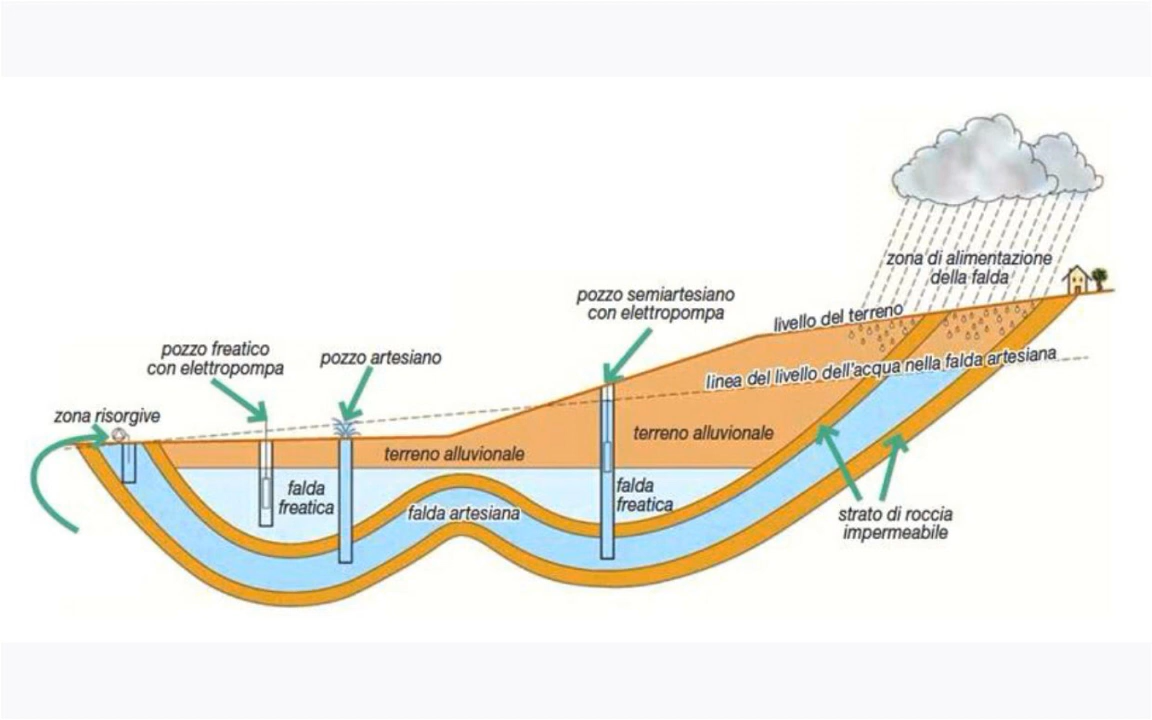 zona di alimentazione
della falda
pozzo semiartesiano
con elettropompa
livello del terreno
pozzo freatico
con elettropompa
pozzo artesiano
linea del livello dell'acqua nella falda artesiana
zona risorgive
terreno alluvionale
terreno alluvionale
falda
freatica
falda
freatica
falda artesiana
strato di roccia
impermeabile